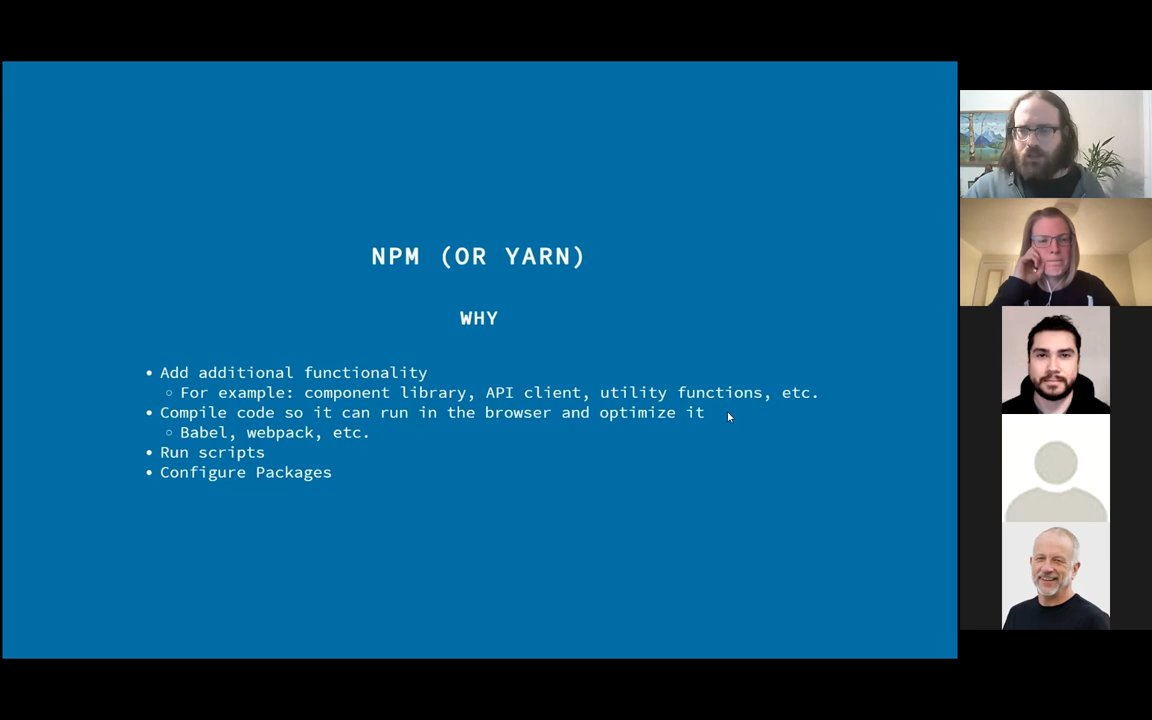 NPM (OR YARN)
WHY
• Add additional functionality
◦ For example: component library, API client, utility functions, etc.
• Compile code so it can run in the browser and optimize it
◦ Babel, webpack, etc.
• Run scripts
• Configure Packages